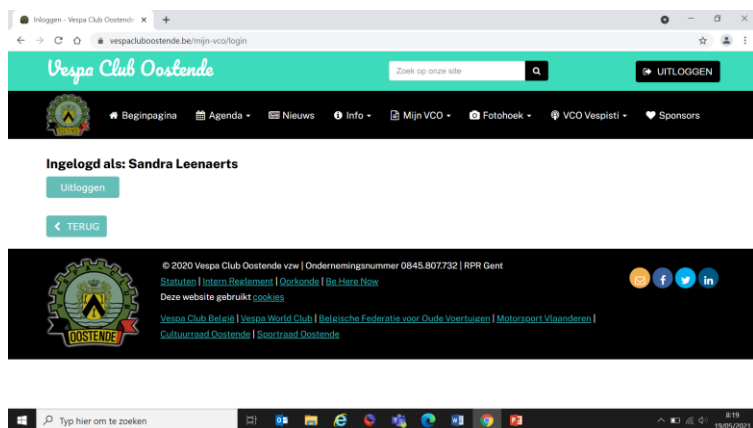 Inloggen - Vespa Club Oostende
vespacluboostende.be/mijn-vco/login
Vespa Club Oostende
Zoek op onze site
UITLOGGEN
OOSTENDE
Beginpagina Agenda Nieuws Info Mijn VCO Fotohoek VCO Vespisti Sponsors
Ingelogd als: Sandra Leenaerts
Uitloggen
TERUG
© 2020 Vespa Club Oostende vzw | Ondernemingsnummer 0845.807.732 | RPR Gent
Statuten | Intern Reglement | Oorkonde | Be Here Now
Deze website gebruikt cookies
Vespa Club België | Vespa World Club | Belgische Federatie voor Oude Voertuigen | Motorsport Vlaanderen |
Cultuurraad Oostende | Sportraad Oostende
OOSTENDE
Typ hier om te zoeken
8:19
19/05/2021